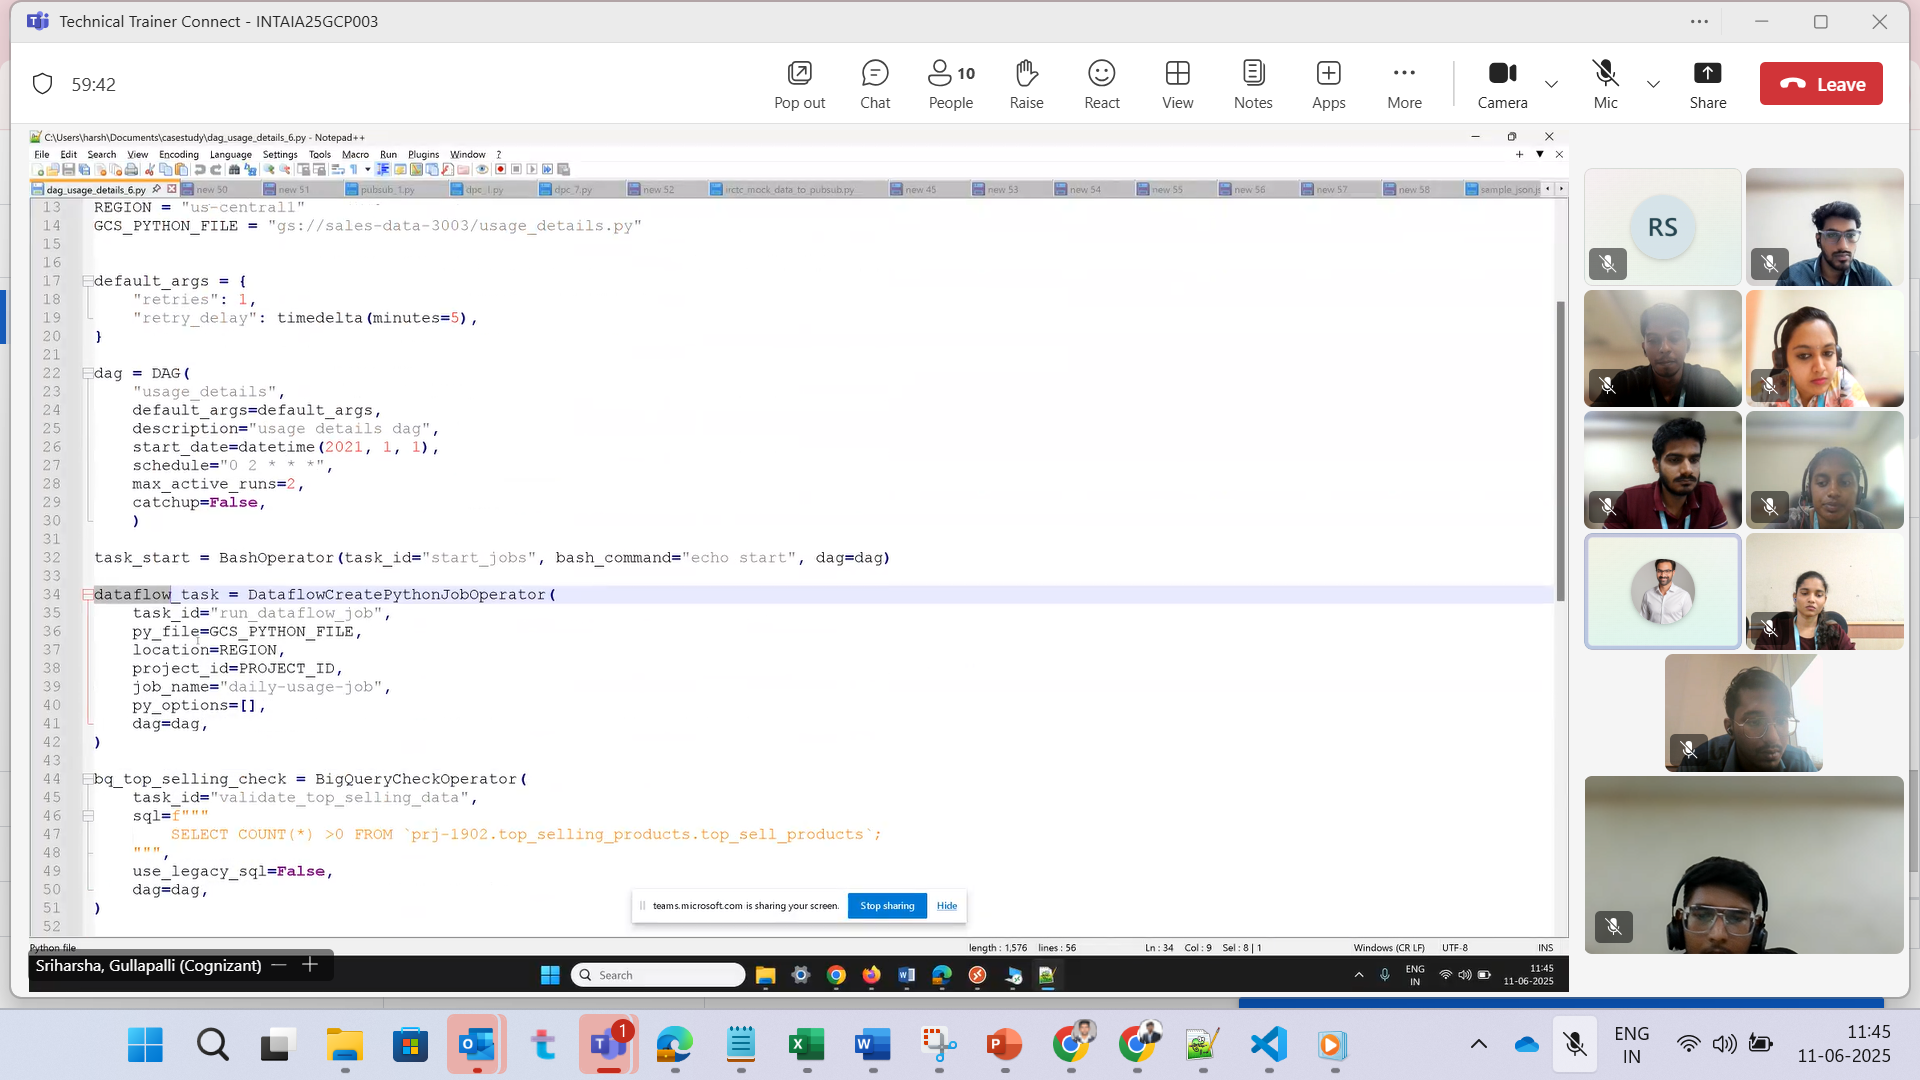 Technical Trainer Connect - INTAIA25GCP003
59:42
Pop out
Chat
People 10
Raise
React
View
Notes
Apps
More
Camera
Mic
Share
Leave
C:\Users\harsh\Documents\casestudy\dag_usage_details_6.py - Notepad++
File Edit Search View Encoding Language Settings Tools Macro Run Plugins Window ?
dag_usage_details_6.py new 50 new 51 pubsub_1.py dpc_i.py dpc_7.py new 52 irctc_mock_data_to_pubsub.py new 45 new 53 new 54 new 55 new 56 new 57 new 58 sample_json.js
13 REGION = "us-central1"
14 GCS_PYTHON_FILE = "gs://sales-data-3003/usage_details.py"
15
16
17 default_args = {
18 "retries": 1,
19 "retry_delay": timedelta(minutes=5),
20 }
21
22 dag = DAG(
23 "usage_details",
24 default_args=default_args,
25 description="usage details dag",
26 start_date=datetime(2021, 1, 1),
27 schedule="0 2 * * *",
28 max_active_runs=2,
29 catchup=False,
30 )
31
32 task_start = BashOperator(task_id="start_jobs", bash_command="echo start", dag=dag)
33
34 dataflow_task = DataflowCreatePythonJobOperator(
35 task_id="run_dataflow_job",
36 py_file=GCS_PYTHON_FILE,
37 location=REGION,
38 project_id=PROJECT_ID,
39 job_name="daily-usage-job",
40 py_options=[],
41 dag=dag,
42 )
43
44 bq_top_selling_check = BigQueryCheckOperator(
45 task_id="validate_top_selling_data",
46 sql=f"""
47 SELECT COUNT(*) >0 FROM `prj-1902.top_selling_products.top_sell_products`;
48 """,
49 use_legacy_sql=False,
50 dag=dag,
51 )
52
teams.microsoft.com is sharing your screen. Stop sharing Hide
Python file length : 1,576 lines : 56 Ln : 34 Col : 9 Sel : 8 | 1 Windows (CR LF) UTF-8 INS
Sriharsha, Gullapalli (Cognizant)
Search
ENG
IN
11:45
11-06-2025
RS
1
ENG
IN
11:45
11-06-2025